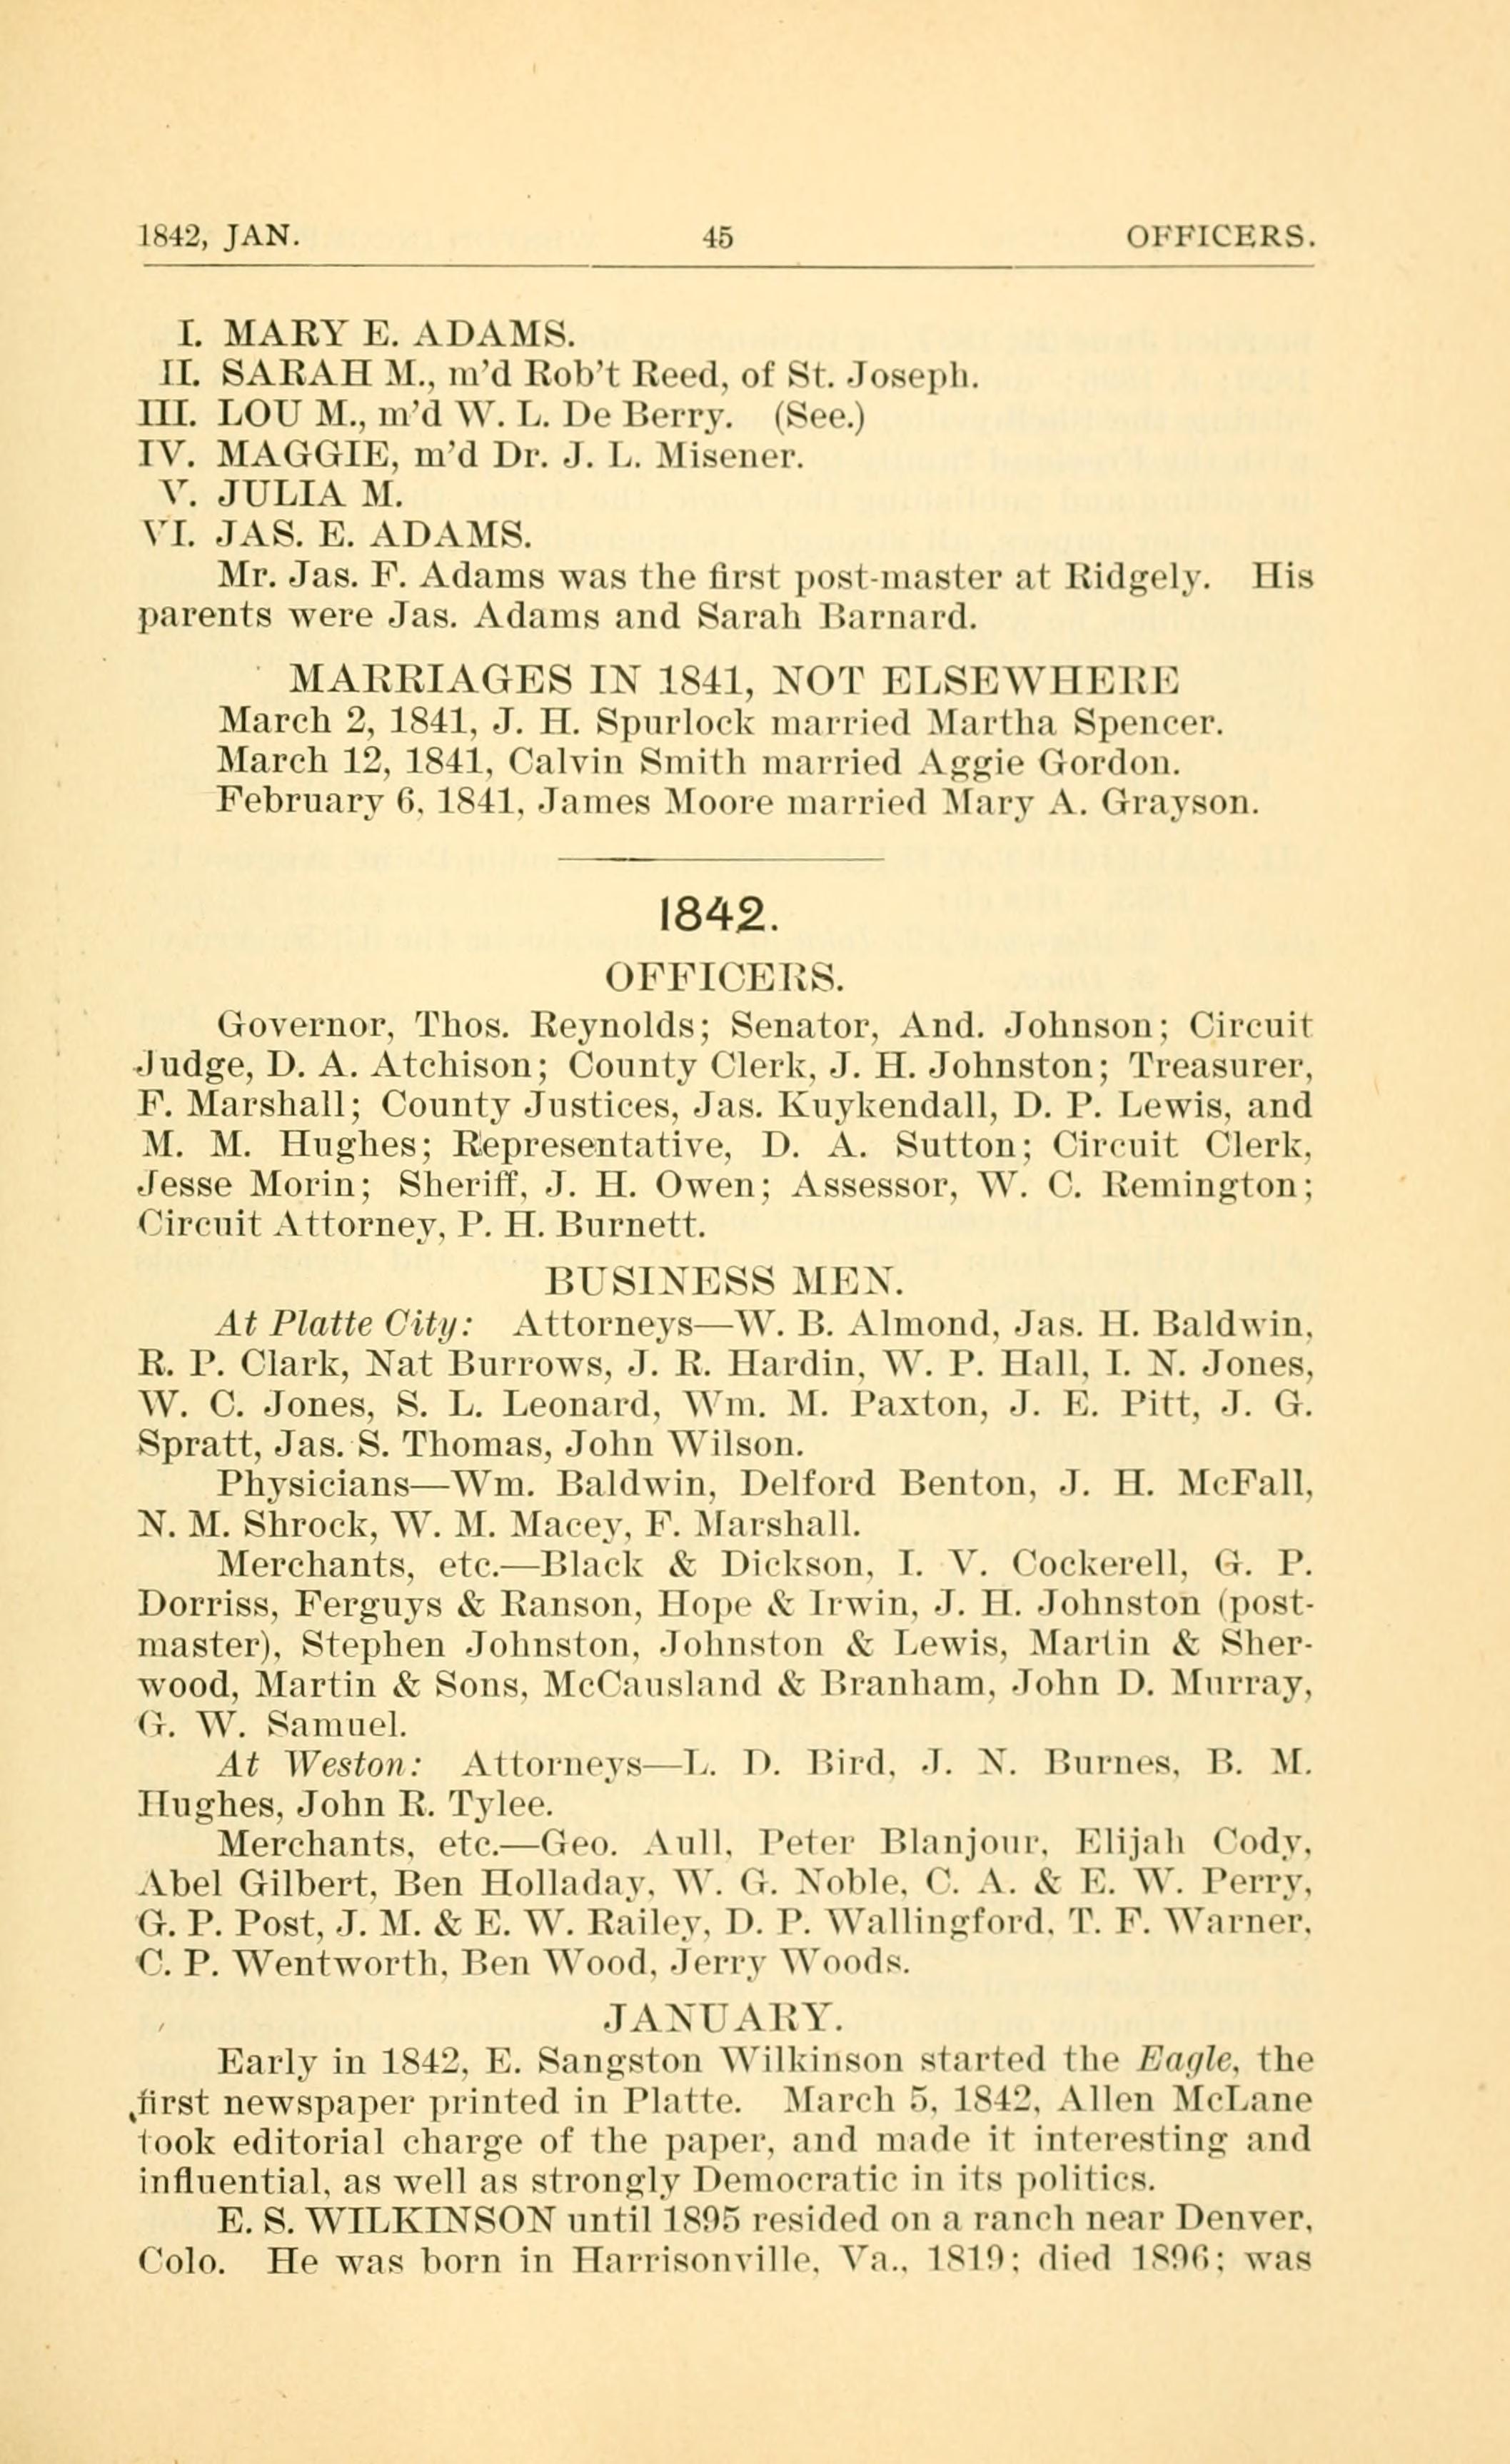 1842, JAN. 45 OFFICERS.
I. MARY E. ADAMS.
II. SARAH M., m'd Rob't Reed, of St. Joseph.
III. LOU M., m'd W. L. De Berry. (See.)
IV. MAGGIE, m'd Dr. J. L. Misener.
V. JULIA M.
VI. JAS. E. ADAMS.
Mr. Jas. F. Adams was the first post-master at Ridgely. His
parents were Jas. Adams and Sarah Barnard.
MARRIAGES IN 1841, NOT ELSEWHERE
March 2, 1841, J. H. Spurlock married Martha Spencer.
March 12, 1841, Calvin Smith married Aggie Gordon.
February 6, 1841, James Moore married Mary A. Grayson.
1842.
OFFICERS.
Governor, Thos. Reynolds; Senator, And. Johnson; Circuit
Judge, D. A. Atchison; County Clerk, J. H. Johnston; Treasurer,
F. Marshall; County Justices, Jas. Kuykendall, D. P. Lewis, and
M. M. Hughes; Representative, D. A. Sutton; Circuit Clerk,
Jesse Morin; Sheriff, J. H. Owen; Assessor, W. C. Remington;
Circuit Attorney, P. H. Burnett.
BUSINESS MEN.
At Platte City: Attorneys—W. B. Almond, Jas. H. Baldwin,
R. P. Clark, Nat Burrows, J. R. Hardin, W. P. Hall, I. N. Jones,
W. C. Jones, S. L. Leonard, Wm. M. Paxton, J. E. Pitt, J. G.
Spratt, Jas. S. Thomas, John Wilson.
Physicians—Wm. Baldwin, Delford Benton, J. H. McFall,
N. M. Shrock, W. M. Macey, F. Marshall.
Merchants, etc.—Black & Dickson, I. V. Cockerell, G. P.
Dorriss, Ferguys & Ranson, Hope & Irwin, J. H. Johnston (post-
master), Stephen Johnston, Johnston & Lewis, Martin & Sher-
wood, Martin & Sons, McCausland & Branham, John D. Murray,
G. W. Samuel.
At Weston: Attorneys—L. D. Bird, J. N. Burnes, B. M.
Hughes, John R. Tylee.
Merchants, etc.—Geo. Aull, Peter Blanjour, Elijah Cody,
Abel Gilbert, Ben Holladay, W. G. Noble, C. A. & E. W. Perry,
G. P. Post, J. M. & E. W. Railey, D. P. Wallingford, T. F. Warner,
C. P. Wentworth, Ben Wood, Jerry Woods.
JANUARY.
Early in 1842, E. Sangston Wilkinson started the Eagle, the
first newspaper printed in Platte. March 5, 1842, Allen McLane
took editorial charge of the paper, and made it interesting and
influential, as well as strongly Democratic in its politics.
E. S. WILKINSON until 1895 resided on a ranch near Denver,
Colo. He was born in Harrisonville, Va., 1819; died 1896; was